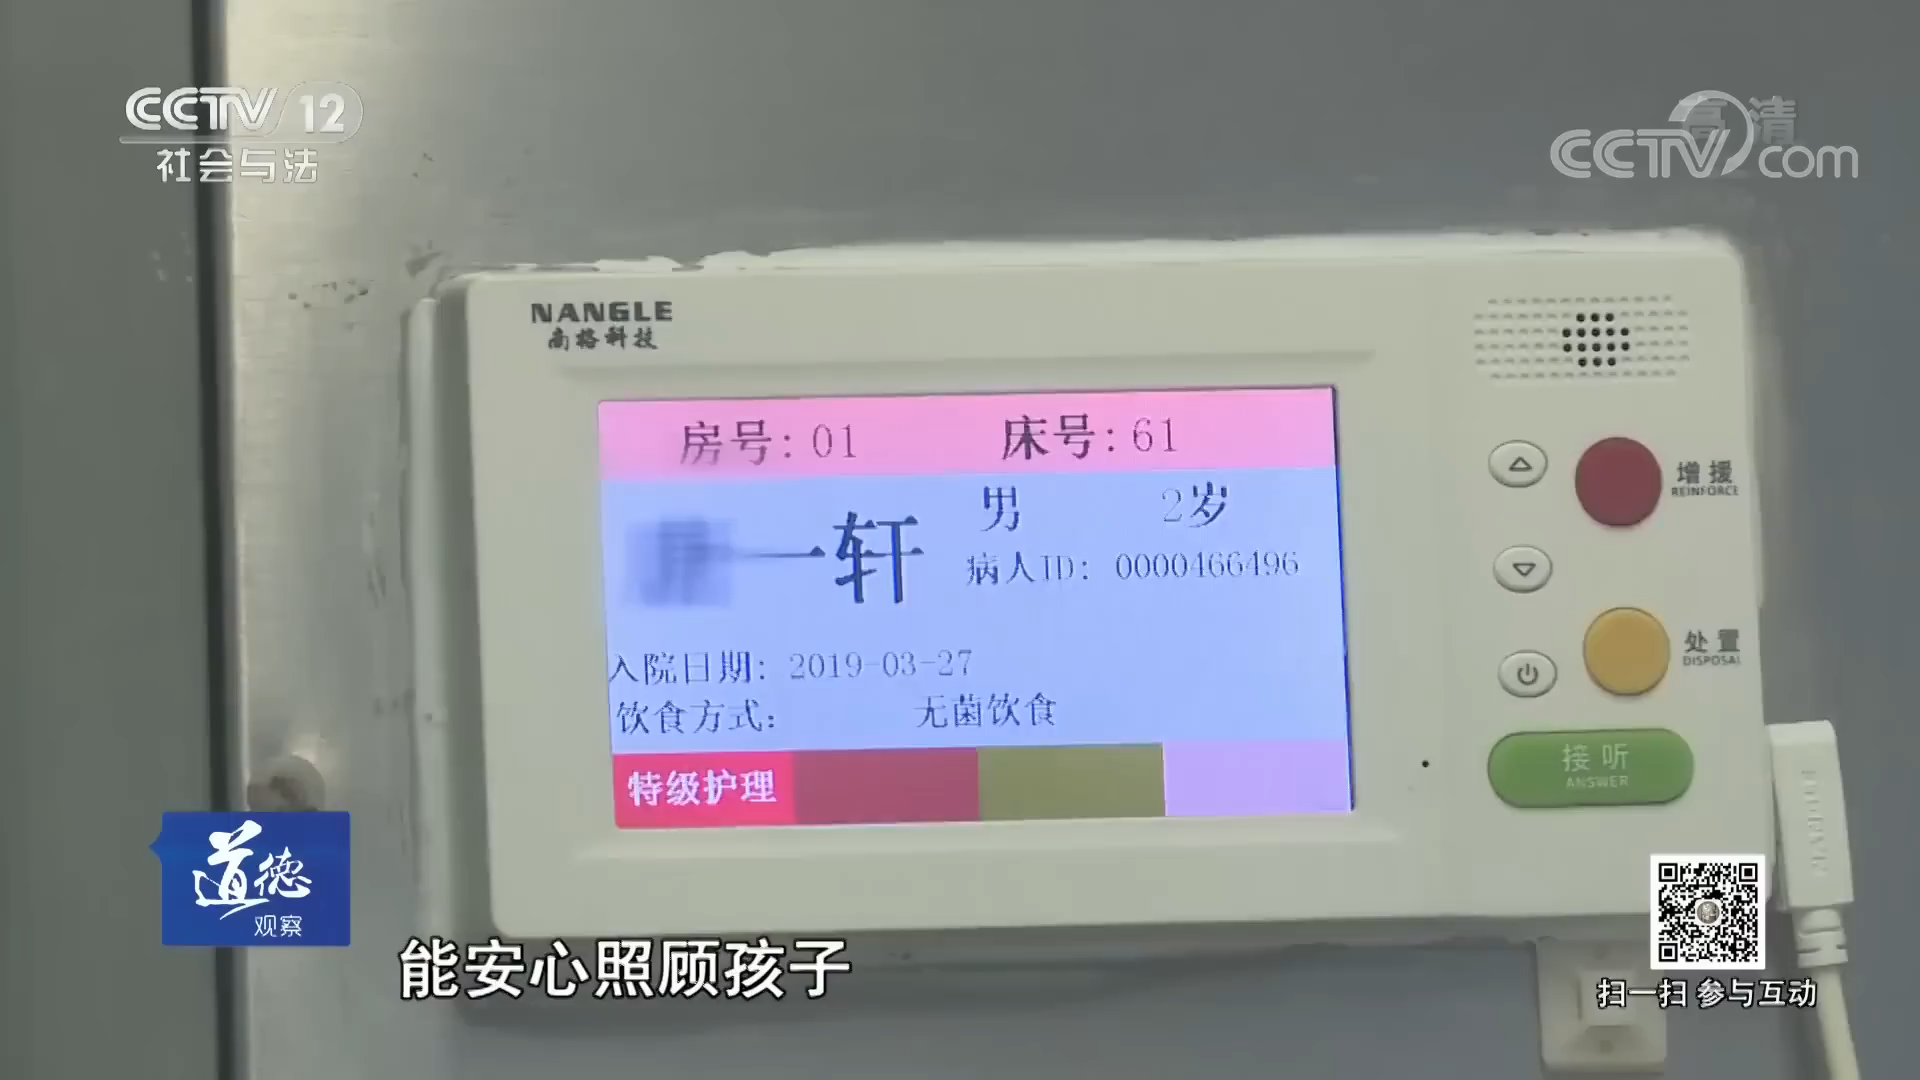 CCTV 12
社会与法
高清
CCTV com
NANGLE
南格科技
房号: 01 床号: 61
一轩 男 2岁
病人ID: 0000466496
入院日期: 2019-03-27
饮食方式: 无菌饮食
特级护理
增援
REINFORCE
处置
DISPOSAL
接听
ANSWER
道德
观察
能安心照顾孩子
扫一扫 参与互动